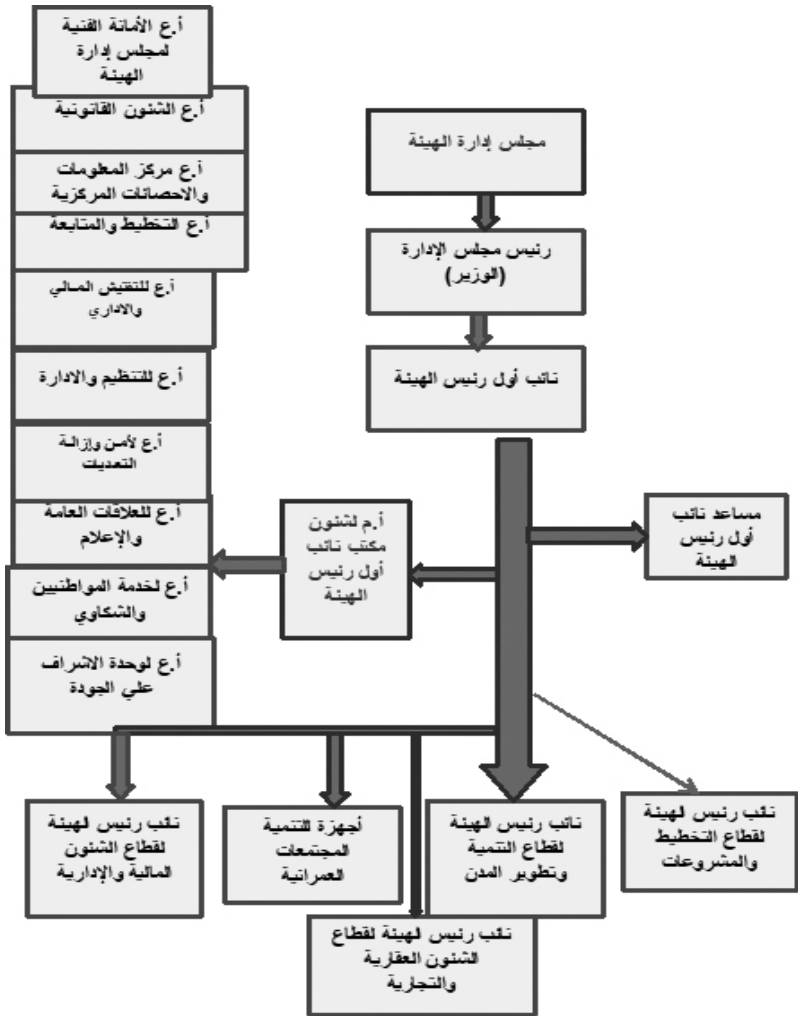 أ.ع الأمانة الفنية
لمجلس إدارة
الهيئة
أ.ع الشئون القانونية
أ.ع مركز المعلومات
والاحصائات المركزية
أ.ع التخطيط والمتابعة
أ.ع للتفتيش المالي
والاداري
أ.ع للتنظيم والادارة
أ.ع لأمن وإزالة
التعديات
أ.ع للعلاقات العامة
والإعلام
أ.ع لخدمة المواطنيين
والشكاوي
أ.ع لوحدة الاشراف
علي الجودة
مجلس إدارة الهيئة
رئيس مجلس الإدارة
(الوزير)
نائب أول رئيس الهيئة
أ.م لشئون
مكتب نائب
أول رئيس
الهيئة
مساعد نائب
أول رئيس
الهيئة
نائب رئيس الهيئة
لقطاع التخطيط
والمشروعات
نائب رئيس الهيئة
لقطاع التنمية
وتطوير المدن
أجهزة للتنمية
المجتمعات
العمرانية
نائب رئيس الهيئة
لقطاع الشئون
المالية والإدارية
نائب رئيس الهيئة لقطاع
الشئون العقارية
والتجارية